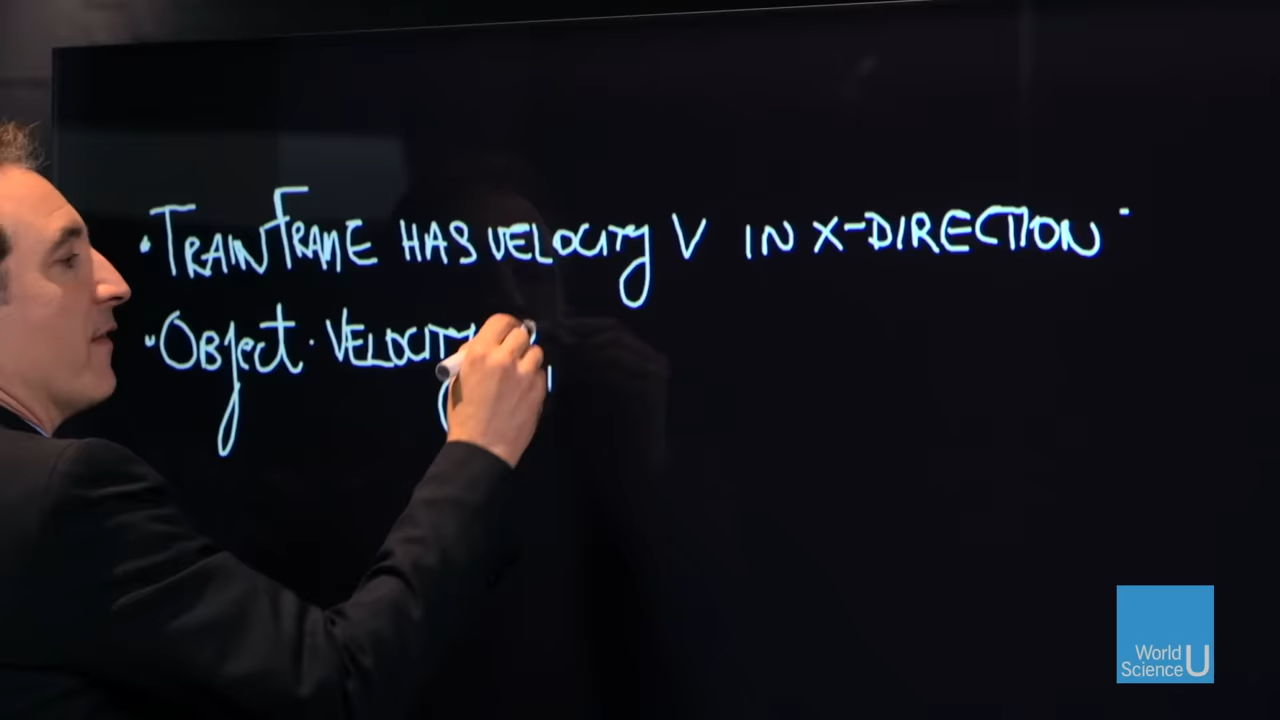 • TRAIN FRAME HAS VELOCITY V IN X-DIRECTION
• Object. VELOCITY
World
Science U